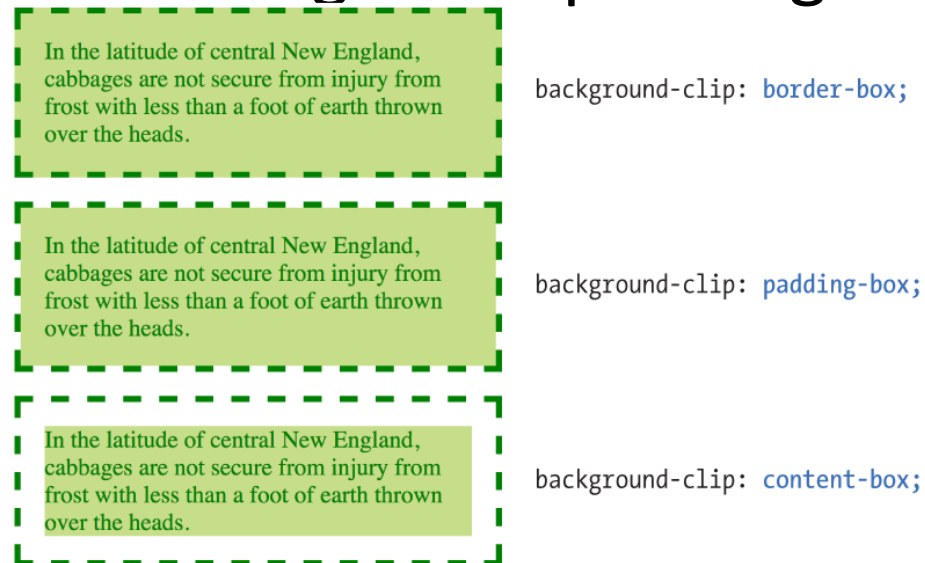 In the latitude of central New England,
cabbages are not secure from injury from
frost with less than a foot of earth thrown
over the heads.
background-clip: border-box;
In the latitude of central New England,
cabbages are not secure from injury from
frost with less than a foot of earth thrown
over the heads.
background-clip: padding-box;
In the latitude of central New England,
cabbages are not secure from injury from
frost with less than a foot of earth thrown
over the heads.
background-clip: content-box;